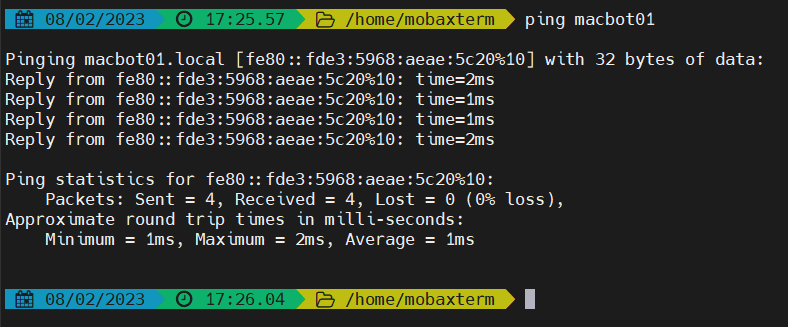 08/02/2023 17:25.57 /home/mobaxterm ping macbot01
Pinging macbot01.local [fe80::fde3:5968:aeae:5c20%10] with 32 bytes of data:
Reply from fe80::fde3:5968:aeae:5c20%10: time=2ms
Reply from fe80::fde3:5968:aeae:5c20%10: time=1ms
Reply from fe80::fde3:5968:aeae:5c20%10: time=1ms
Reply from fe80::fde3:5968:aeae:5c20%10: time=2ms
Ping statistics for fe80::fde3:5968:aeae:5c20%10:
Packets: Sent = 4, Received = 4, Lost = 0 (0% loss),
Approximate round trip times in milli-seconds:
Minimum = 1ms, Maximum = 2ms, Average = 1ms
08/02/2023 17:26.04 /home/mobaxterm